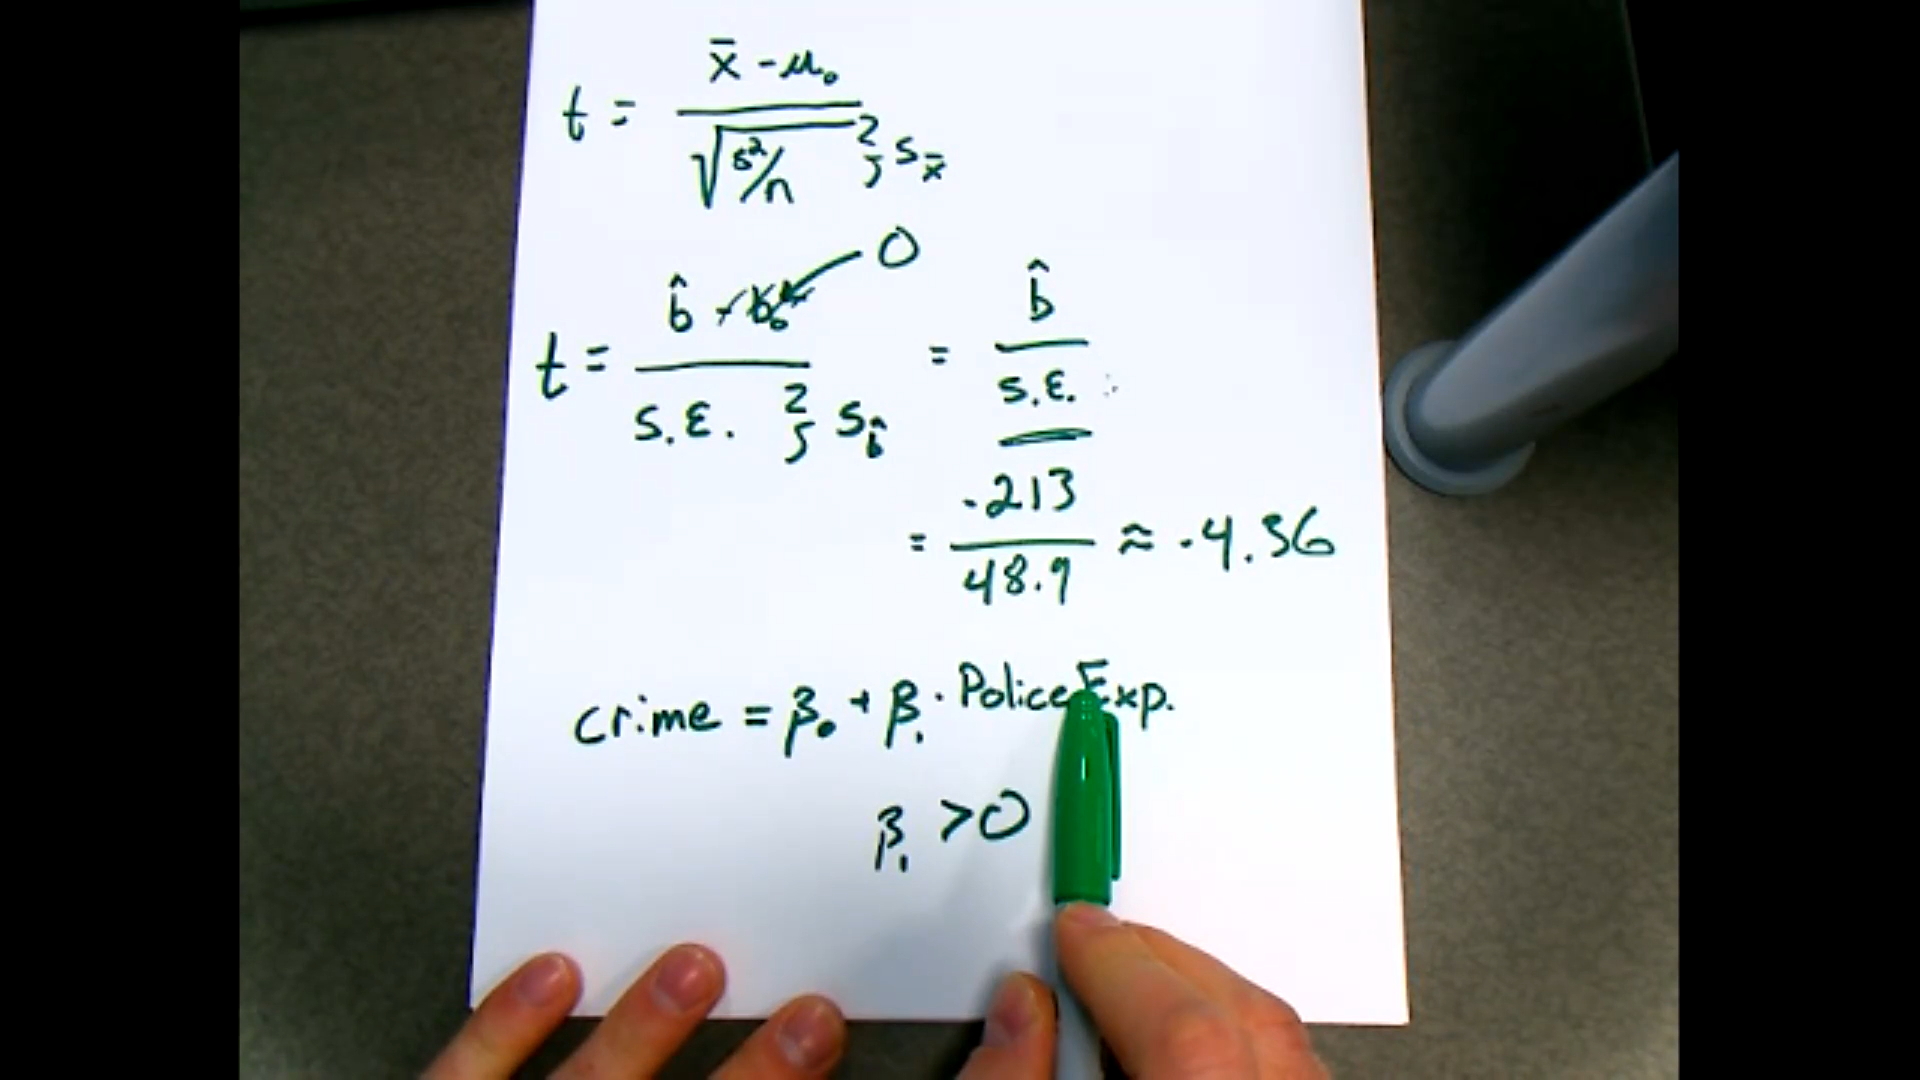 t = x̄ - μ₀ / √s²/n } s_x̄
0
t = b̂ - b₀ / S.E. } s_b̂ = b̂ / S.E.
= -213 / 48.9 ≈ -4.36
crime = β₀ + β₁ · Police Exp.
β₁ > 0